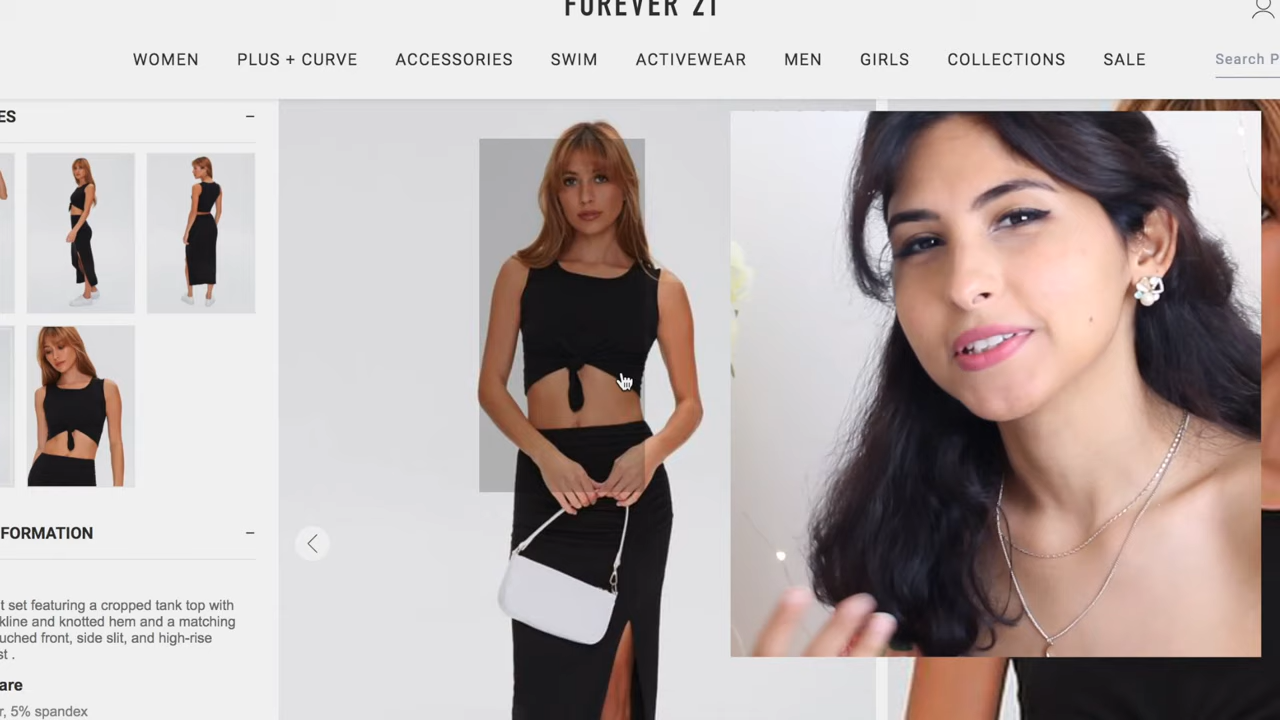 FOREVER 21
WOMEN PLUS + CURVE ACCESSORIES SWIM ACTIVEWEAR MEN GIRLS COLLECTIONS SALE Search P
ES −
FORMATION −
t set featuring a cropped tank top with
kline and knotted hem and a matching
uched front, side slit, and high-rise
st .
are
r, 5% spandex